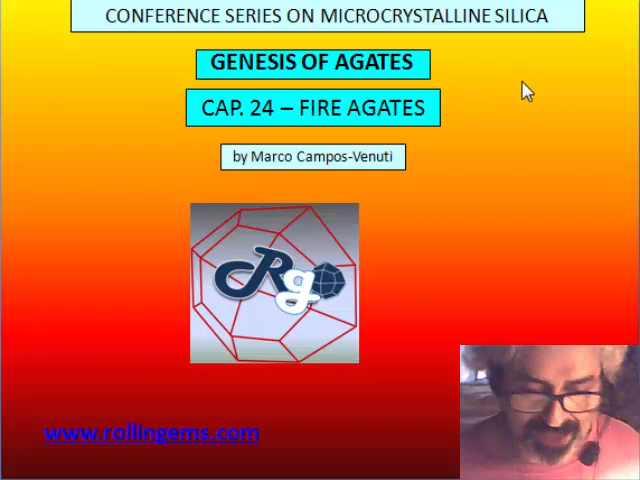 CONFERENCE SERIES ON MICROCRYSTALLINE SILICA
GENESIS OF AGATES
CAP. 24 – FIRE AGATES
by Marco Campos-Venuti
Rg
www.rollingems.com